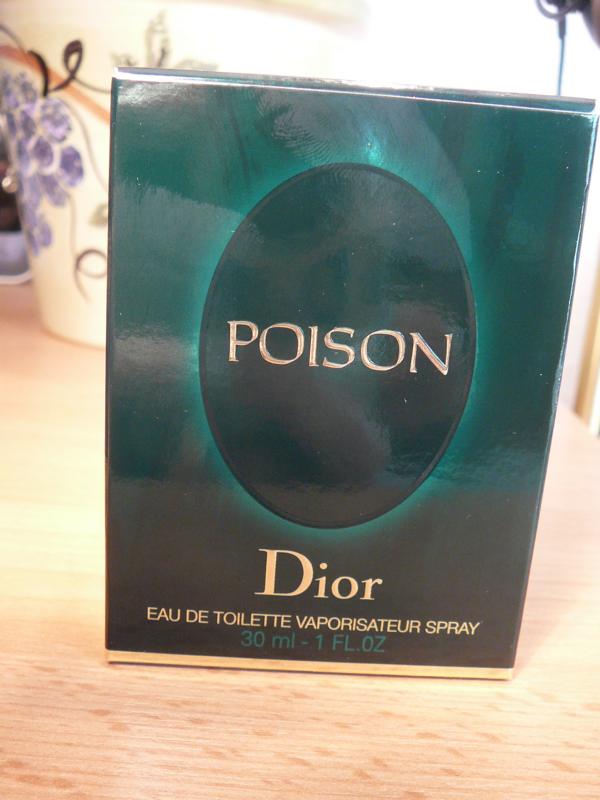 POISON
Dior
EAU DE TOILETTE VAPORISATEUR SPRAY
30 ml - 1 FL.OZ